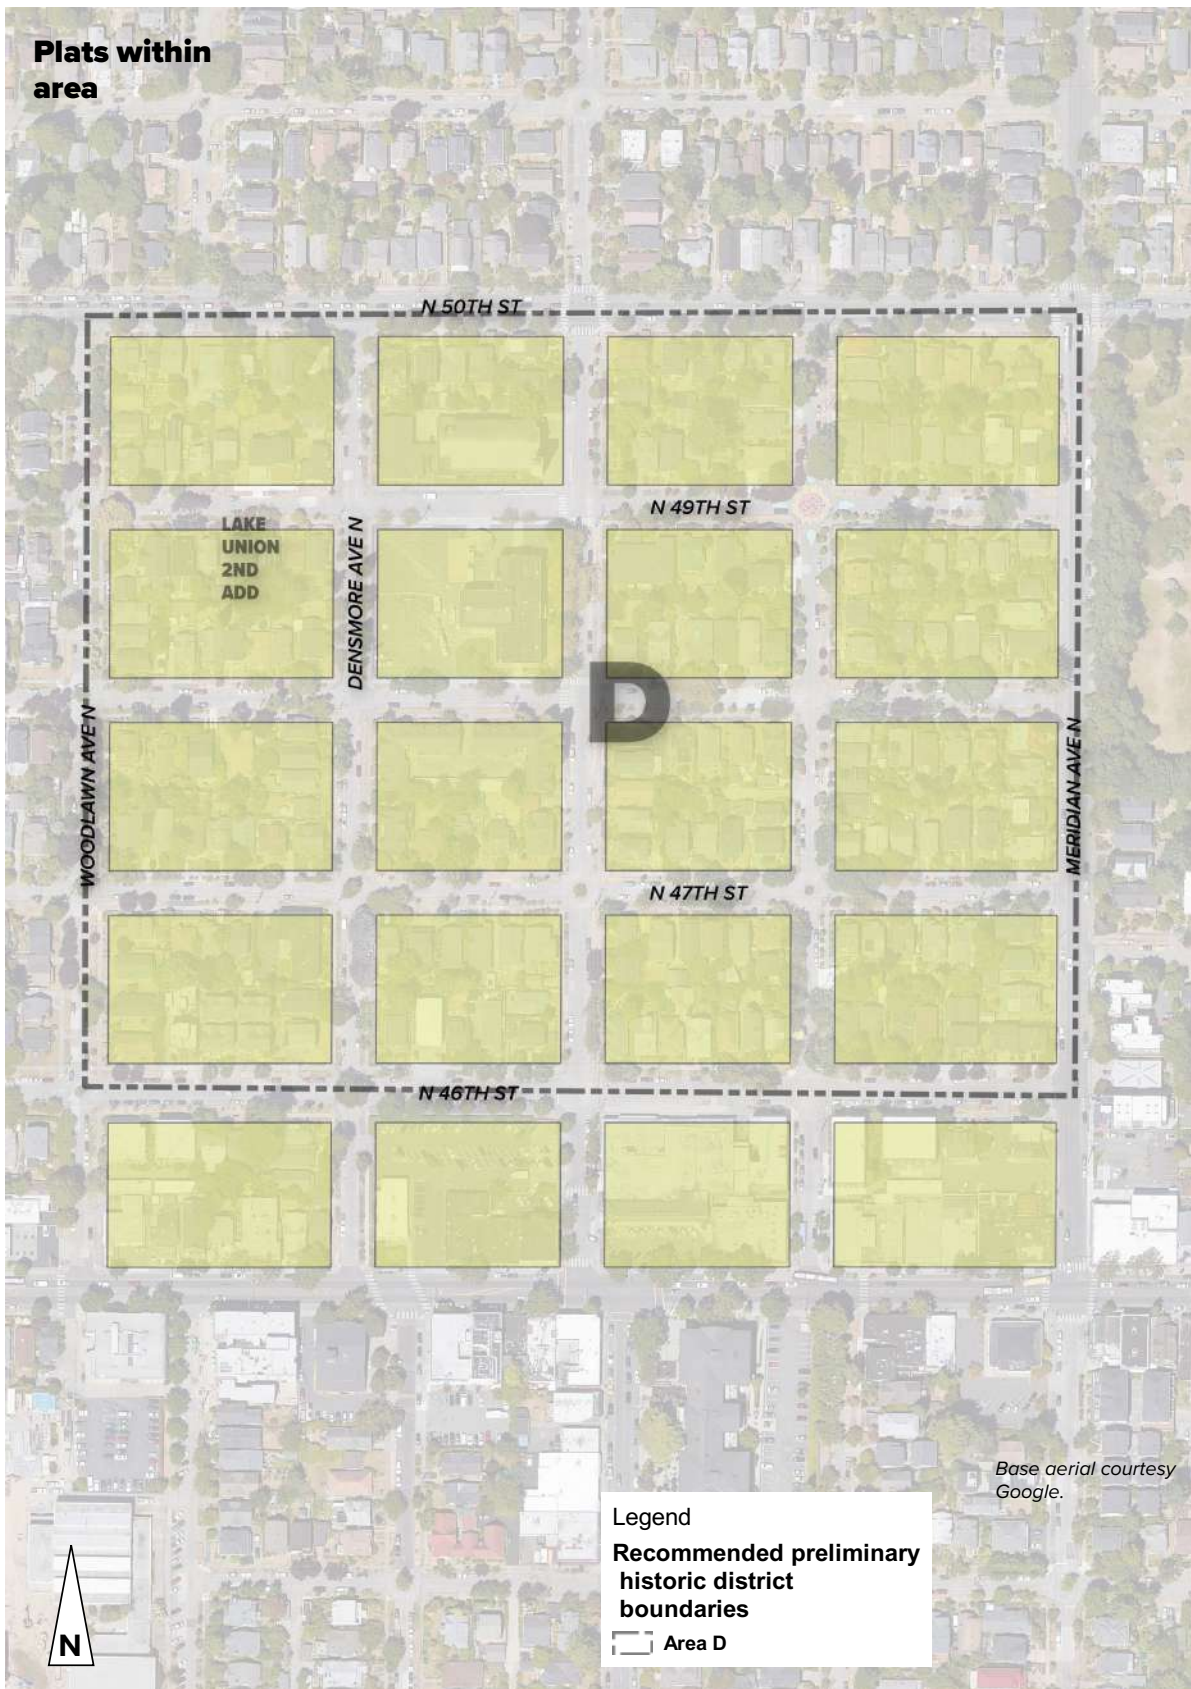 Plats within
area
N 50TH ST
N 49TH ST
LAKE
UNION
2ND
ADD
DENSMORE AVE N
D
WOODLAWN AVE N
MERIDIAN AVE N
N 47TH ST
N 46TH ST
Base aerial courtesy
Google.
Legend
Recommended preliminary
historic district
boundaries
Area D
N